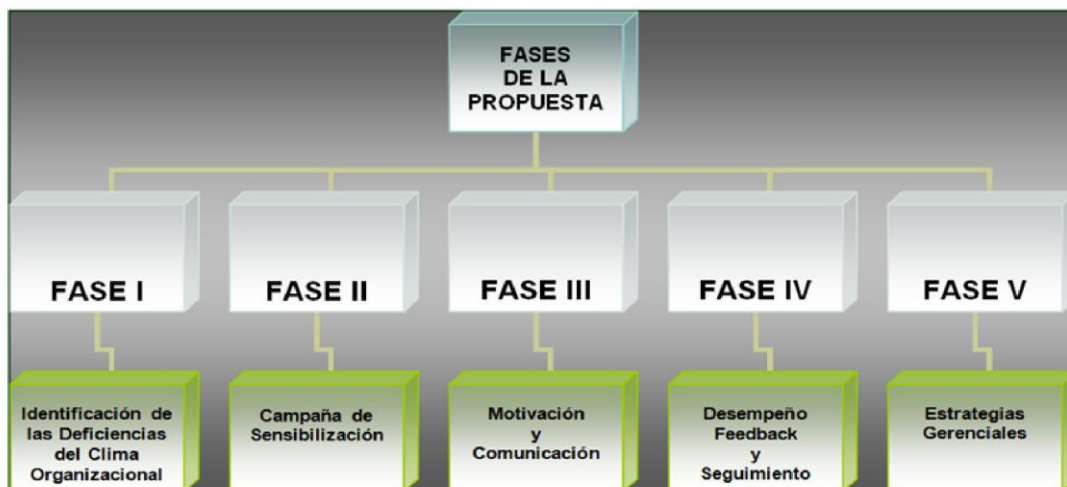 FASES
DE LA
PROPUESTA
FASE I
FASE II
FASE III
FASE IV
FASE V
Identificación de
las Deficiencias
del Clima
Organizacional
Campaña de
Sensibilización
Motivación
y
Comunicación
Desempeño
Feedback
y
Seguimiento
Estrategias
Gerenciales